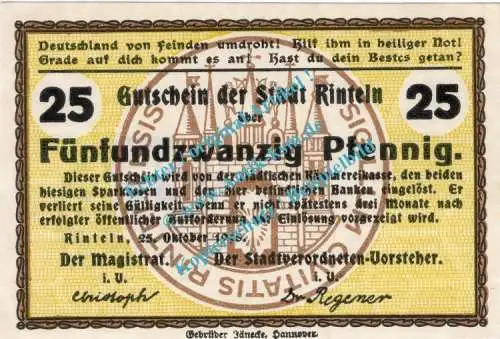 Deutschland von Feinden umdroht! Hilf ihm in heiliger Not!
Grade auf dich kommt es an! Hast du dein Bestes getan?
25 Gutschein der Stadt Rinteln 25
über
Fünfundzwanzig Pfennig.
Dieser Gutschein wird von der städtischen Kämmereikasse, den beiden
hiesigen Sparkassen und den hier befindlichen Banken eingelöst. Er
verliert seine Gültigkeit, wenn er nicht spätestens drei Monate nach
erfolgter öffentlicher Aufforderung zur Einlösung vorgezeigt wird.
Rinteln, 25. Oktober 1918.
Der Magistrat. Der Stadtverordneten-Vorsteher.
i. V. i. V.
Christoph Dr. Regener
Gebrüder Jänecke, Hannover.